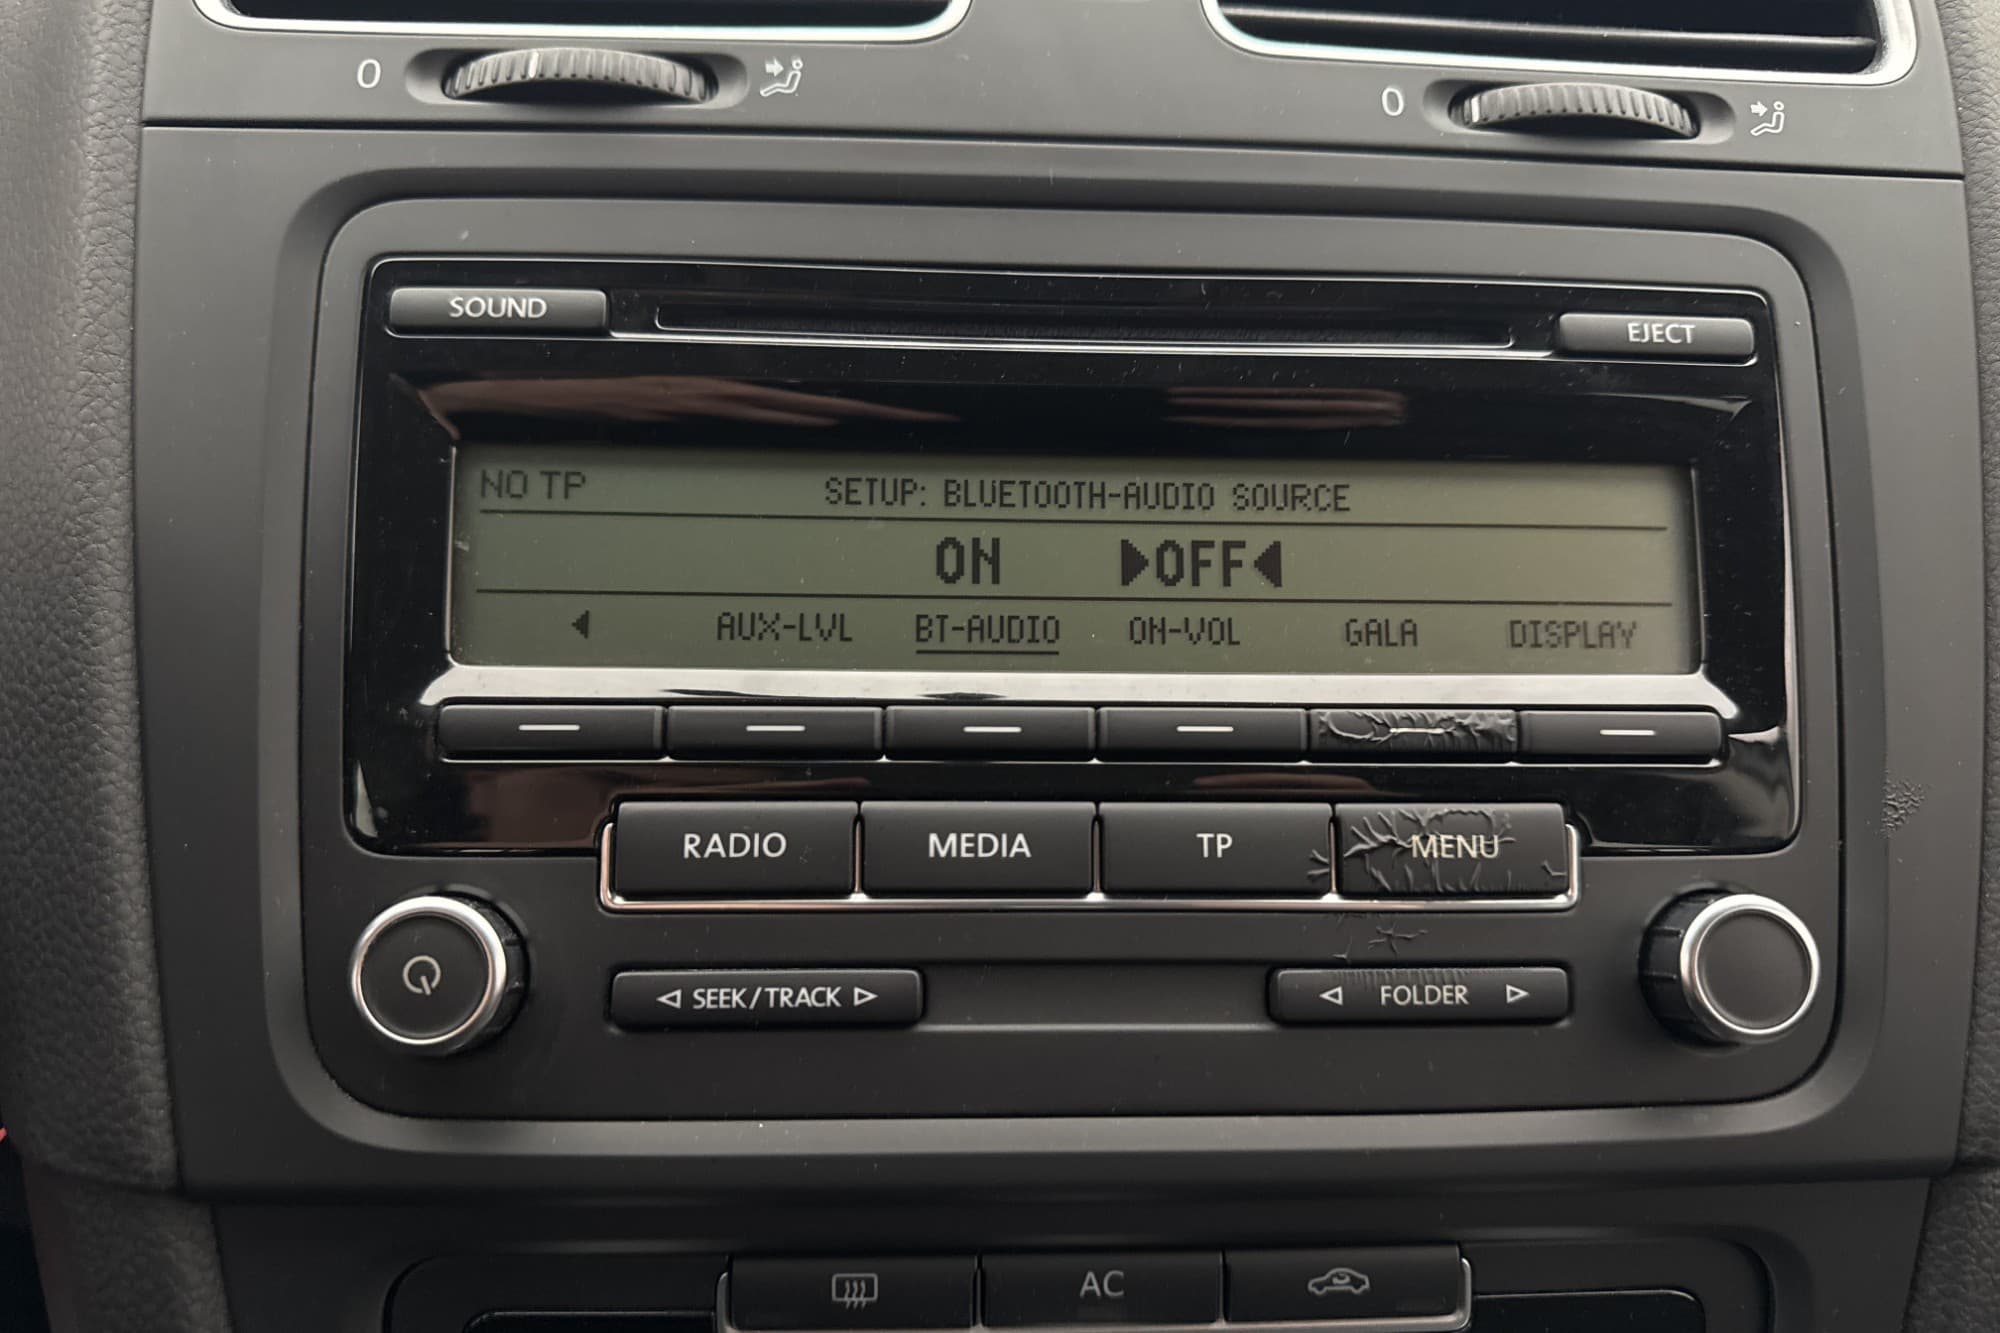 0
0
SOUND
EJECT
NO TP
SETUP: BLUETOOTH-AUDIO SOURCE
ON ▶OFF◀
◀ AUX-LVL BT-AUDIO ON-VOL GALA DISPLAY
RADIO MEDIA TP MENU
◁ SEEK/TRACK ▷
◁ FOLDER ▷
AC